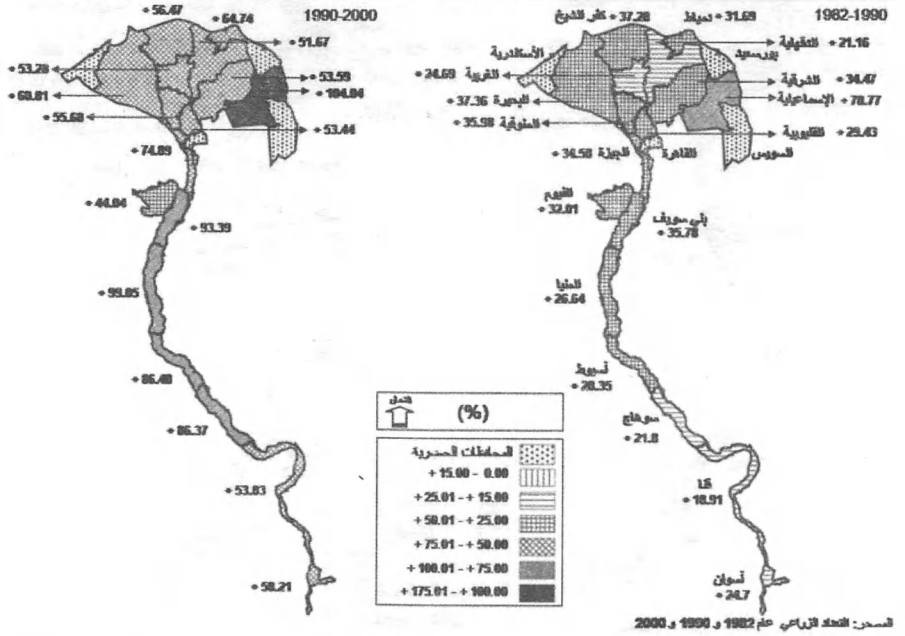 1990-2000
+ 56.47
+ 64.74
+ 51.67
+ 53.28
+ 53.59
+ 104.84
+ 60.81
+ 55.60
+ 53.44
+ 74.89
+ 44.04
+ 93.39
+ 99.05
+ 86.40
+ 86.37
+ 53.83
+ 58.21
1982-1990
كفر الشيخ + 37.28
دمياط + 31.69
الدقهلية + 21.16
بورسعيد
الأسكندرية
الغربية + 24.69
الشرقية + 34.47
الإسماعيلية + 78.77
البحيرة + 37.36
المنوفية + 35.98
القليوبية + 29.43
الجيزة + 34.50
القاهرة
السويس
الفيوم
+ 32.01
بني سويف
+ 35.78
المنيا
+ 26.64
أسيوط
+ 28.35
سوهاج
+ 21.8
قنا
+ 18.91
أسوان
+ 24.7
شمال
(%)
المحافظات الحضرية
+ 15.00 - 0.00
+ 25.01 - + 15.00
+ 50.01 - + 25.00
+ 75.01 - + 50.00
+ 100.01 - + 75.00
+ 175.01 - + 100.00
المصدر: التعداد الزراعي عام 1982 و 1990 و 2000